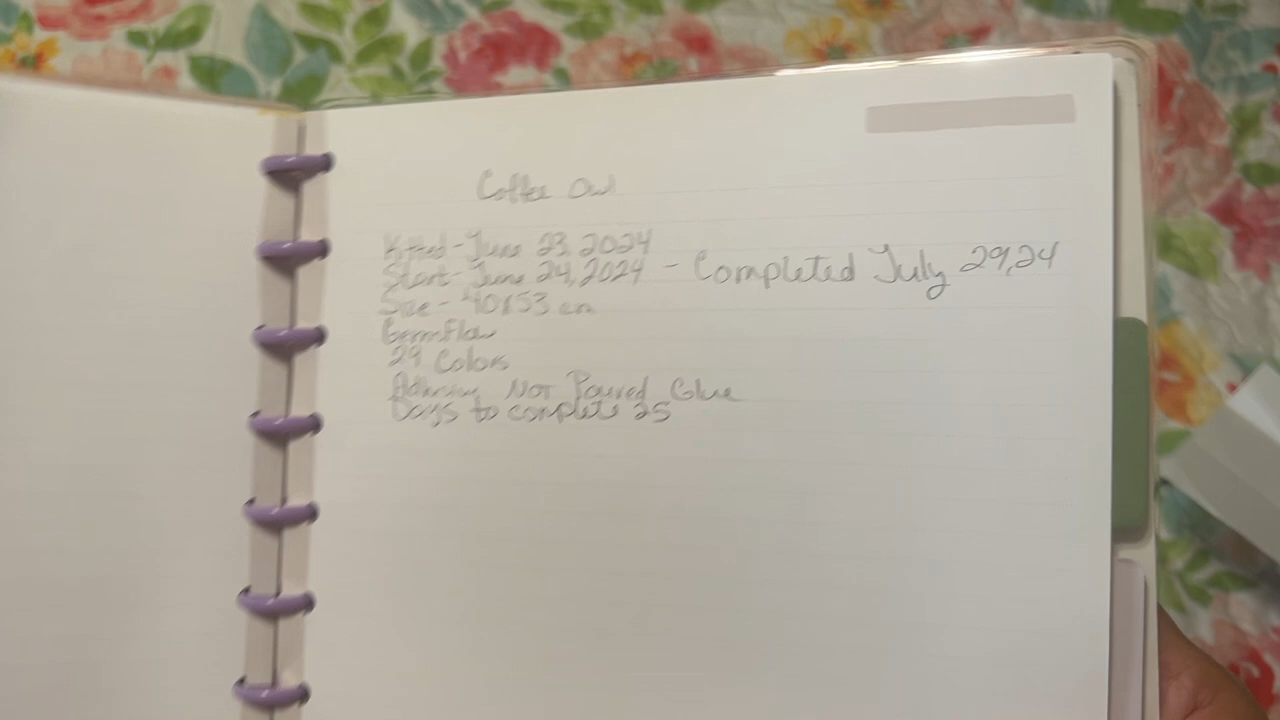 Coffee Owl
Kitted - June 23, 2024
Start - June 24, 2024 - Completed July 29, 24
Size - 40x53 cm
29 Colors
Not Poured Glue
Days to complete 25